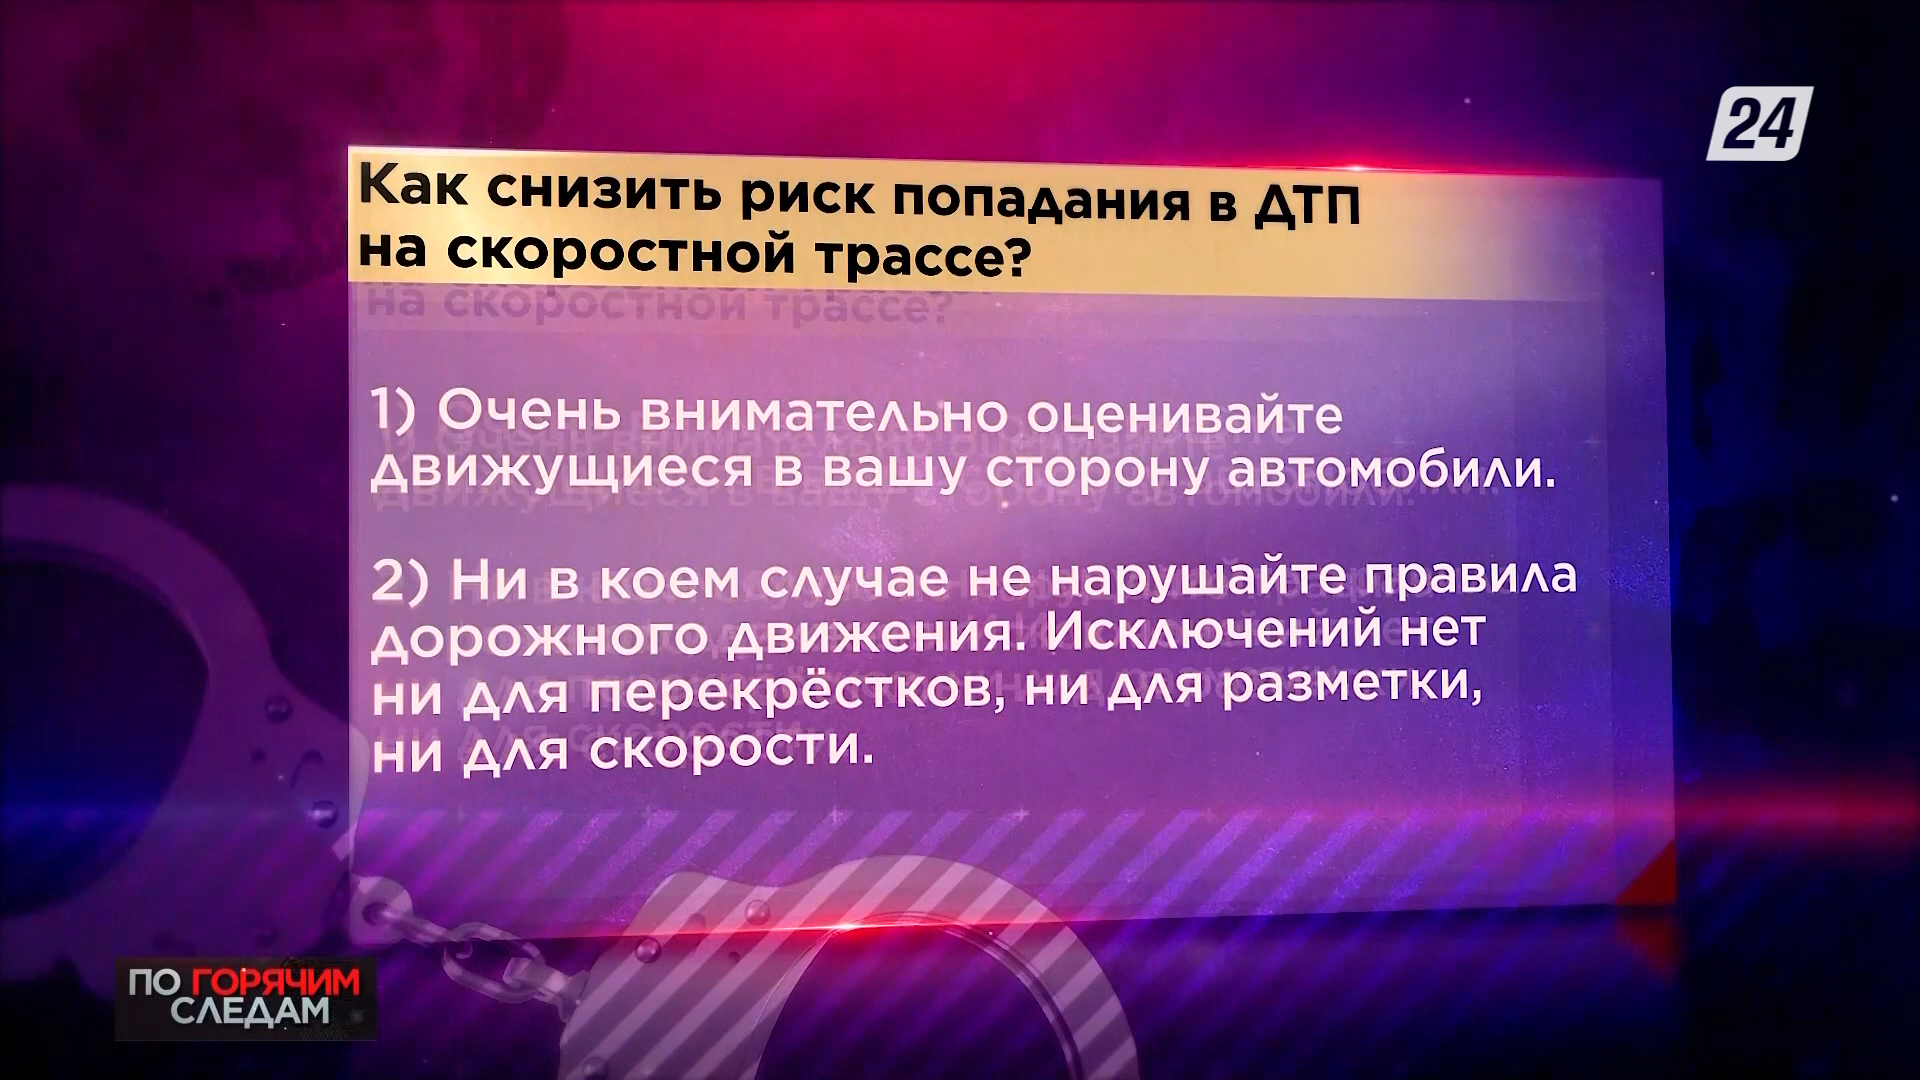 24
Как снизить риск попадания в ДТП
на скоростной трассе?
1) Очень внимательно оценивайте
движущиеся в вашу сторону автомобили.
2) Ни в коем случае не нарушайте правила
дорожного движения. Исключений нет
ни для перекрёстков, ни для разметки,
ни для скорости.
ПО ГОРЯЧИМ
СЛЕДАМ